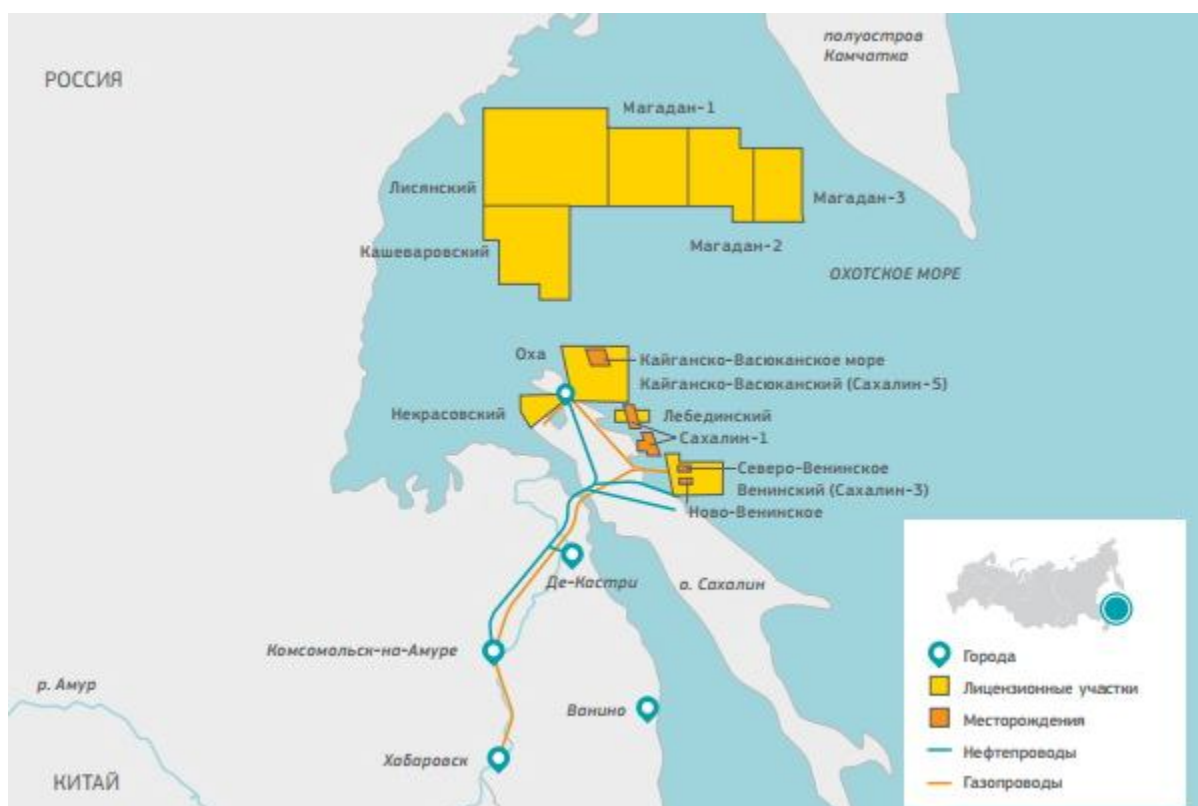 полуостров
Камчатка
РОССИЯ
Магадан-1
Лисянский
Магадан-3
Кашеваровский
Магадан-2
ОХОТСКОЕ МОРЕ
Оха
Кайганско-Васюканское море
Кайганско-Васюканский (Сахалин-5)
Некрасовский
Лебединский
Сахалин-1
Северо-Венинское
Венинский (Сахалин-3)
Ново-Венинское
Де-Кастри
о. Сахалин
Комсомольск-на-Амуре
р. Амур
Ванино
Хабаровск
КИТАЙ
Города
Лицензионные участки
Месторождения
Нефтепроводы
Газопроводы